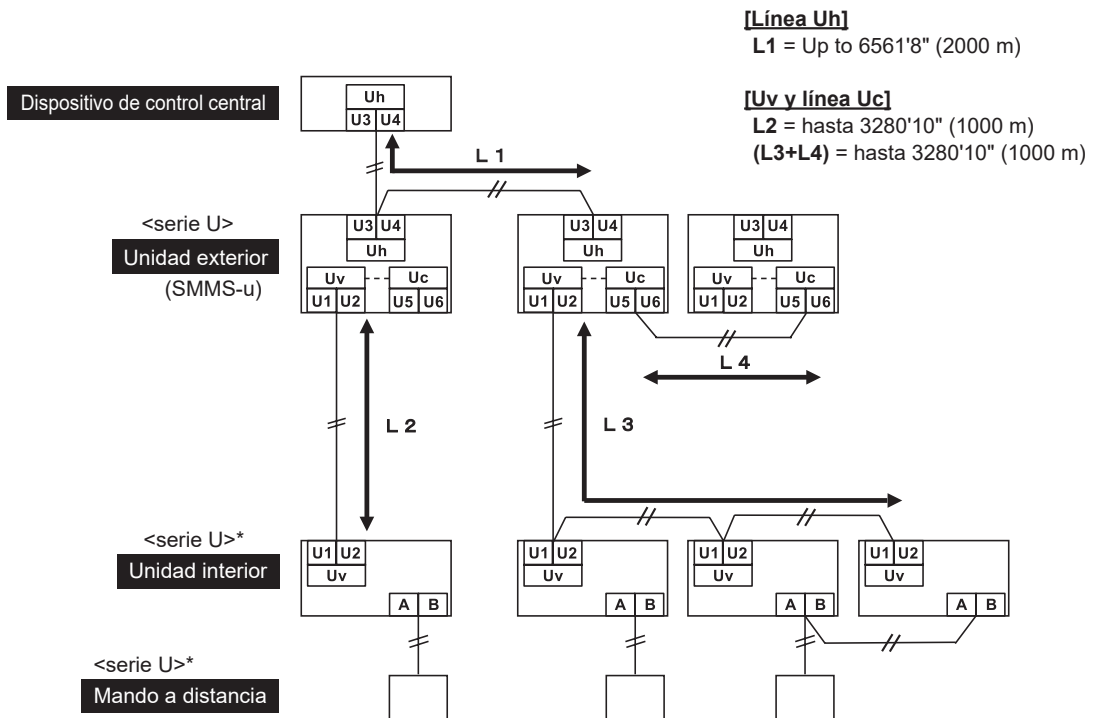 [Línea Uh]
L1 = Up to 6561'8" (2000 m)
[Uv y línea Uc]
L2 = hasta 3280'10" (1000 m)
(L3+L4) = hasta 3280'10" (1000 m)
Dispositivo de control central
Uh
U3 U4
L 1
<serie U>
Unidad exterior
(SMMS-u)
U3 U4
Uh
Uv Uc
U1 U2 U5 U6
U3 U4
Uh
Uv Uc
U1 U2 U5 U6
U3 U4
Uh
Uv Uc
U1 U2 U5 U6
L 4
L 2
L 3
<serie U>*
Unidad interior
U1 U2
Uv
A B
U1 U2
Uv
A B
U1 U2
Uv
A B
U1 U2
Uv
A B
<serie U>*
Mando a distancia